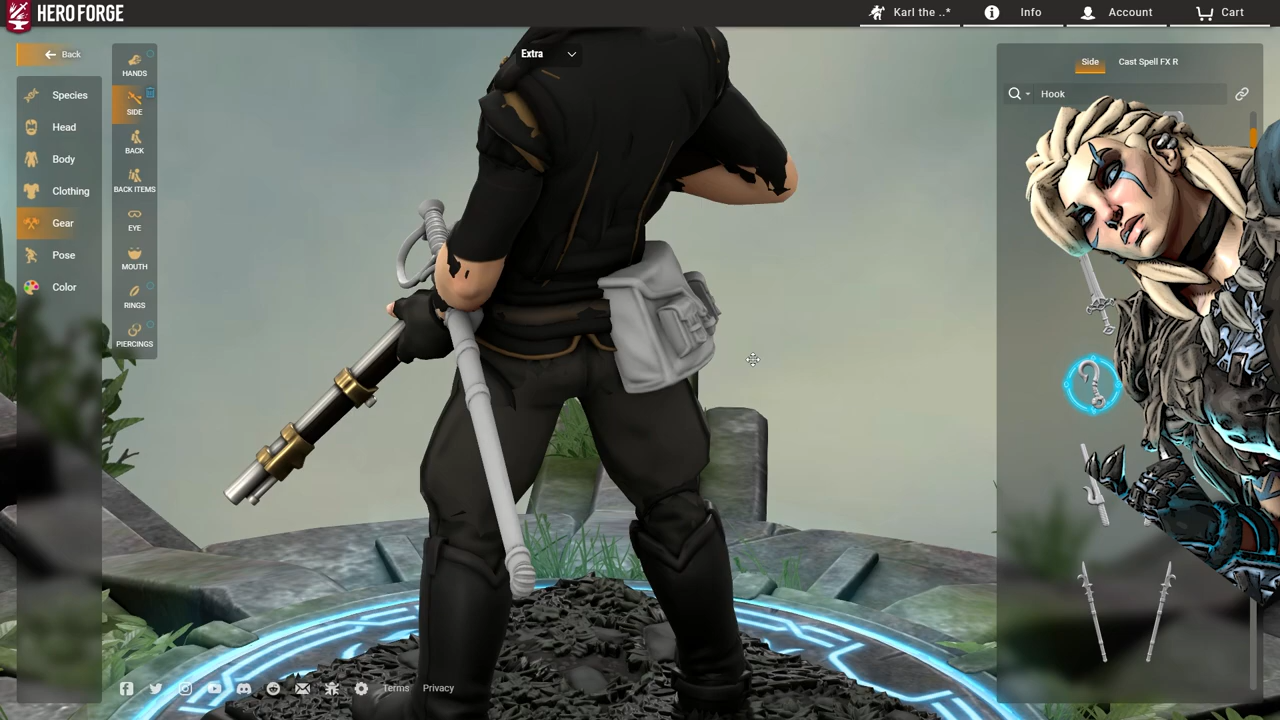 HERO FORGE
Karl the ..*
Info
Account
Cart
Back
Extra
Side
Cast Spell FX R
Hook
Species
Head
Body
Clothing
Gear
Pose
Color
HANDS
SIDE
BACK
BACK ITEMS
EYE
MOUTH
RINGS
PIERCINGS
Terms
Privacy